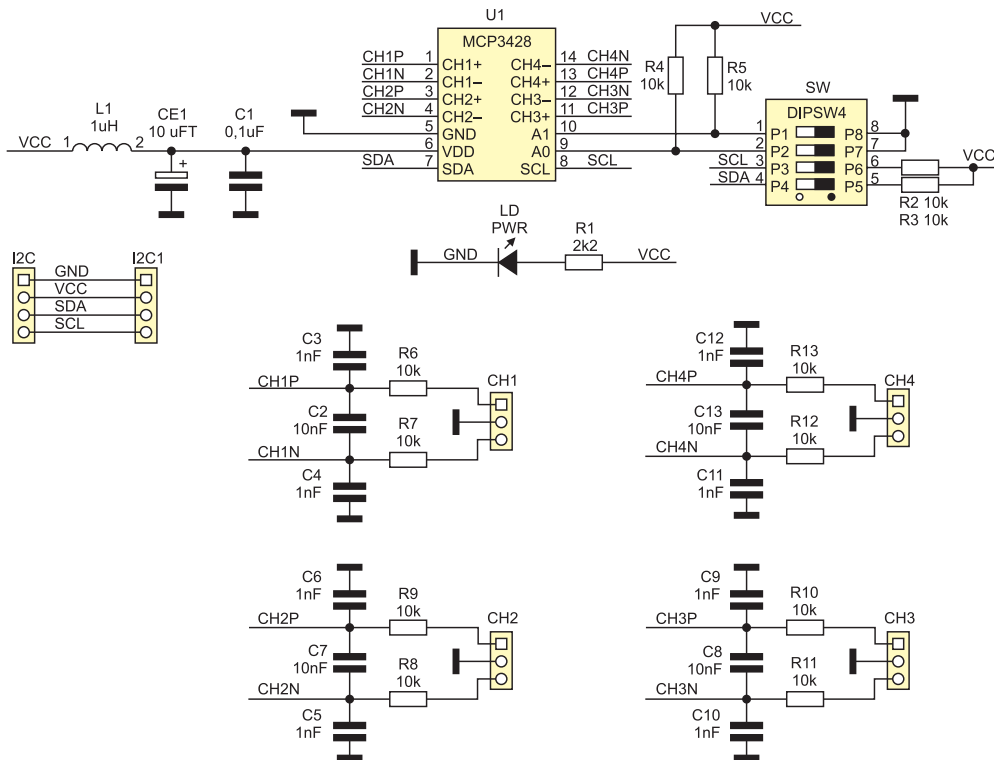 U1
MCP3428
CH1P 1 CH1+ CH4– 14 CH4N
CH1N 2 CH1– CH4+ 13 CH4P
CH2P 3 CH2+ CH3– 12 CH3N
CH2N 4 CH2– CH3+ 11 CH3P
5 GND A1 10
6 VDD A0 9
SDA 7 SDA SCL 8 SCL
VCC
R4
10k
R5
10k
SW
DIPSW4
1 P1 P8 8
2 P2 P7 7
SCL 3 P3 P6 6
SDA 4 P4 P5 5
VCC
R2 10k
R3 10k
L1
1uH
VCC 1 2
CE1
10 uFT
+
C1
0,1uF
LD
PWR
R1
2k2
GND
VCC
I2C I2C1
GND
VCC
SDA
SCL
C3
1nF
R6
10k
CH1P
CH1
C2
10nF
R7
10k
CH1N
C4
1nF
C12
1nF
R13
10k
CH4P
CH4
C13
10nF
R12
10k
CH4N
C11
1nF
C6
1nF
R9
10k
CH2P
CH2
C7
10nF
R8
10k
CH2N
C5
1nF
C9
1nF
R10
10k
CH3P
CH3
C8
10nF
R11
10k
CH3N
C10
1nF